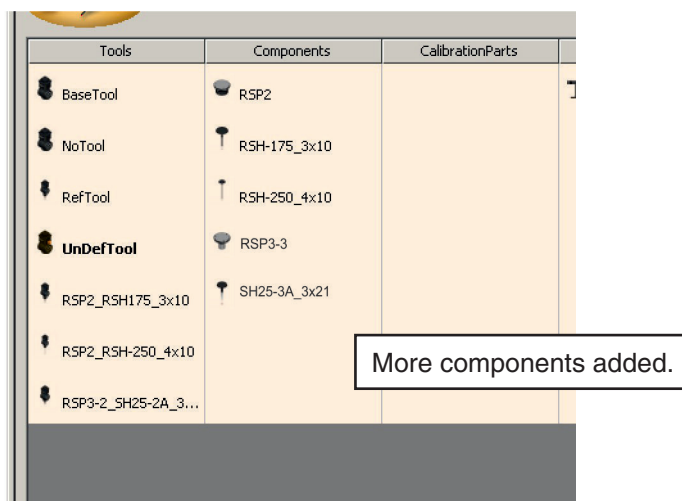 Tools Components CalibrationParts
BaseTool RSP2
NoTool RSH-175_3x10
RefTool RSH-250_4x10
UnDefTool RSP3-3
RSP2_RSH175_3x10 SH25-3A_3x21
RSP2_RSH-250_4x10
More components added.
RSP3-2_SH25-2A_3...